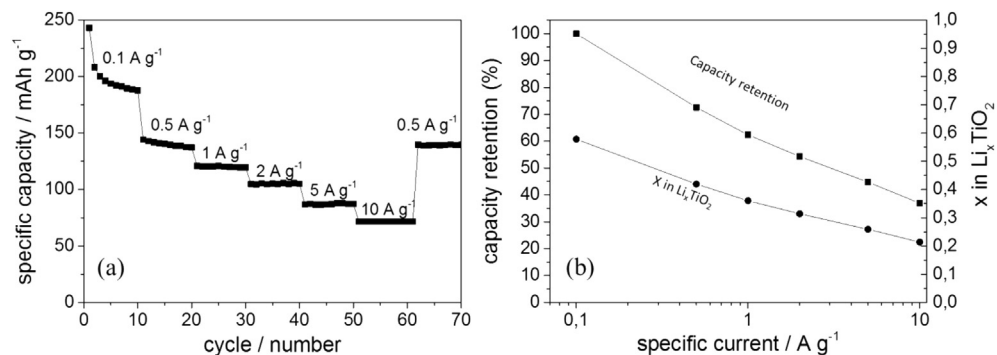 250
200
150
100
50
0
0 10 20 30 40 50 60 70
specific capacity / mAh g⁻¹
cycle / number
0.1 A g⁻¹
0.5 A g⁻¹
1 A g⁻¹
2 A g⁻¹
5 A g⁻¹
10 A g⁻¹
0.5 A g⁻¹
(a)
100
90
80
70
60
50
40
30
20
10
0
capacity retention (%)
0,1 1 10
specific current / A g⁻¹
Capacity retention
X in LiₓTiO₂
(b)
1,0
0,9
0,8
0,7
0,6
0,5
0,4
0,3
0,2
0,1
0,0
x in LiₓTiO₂